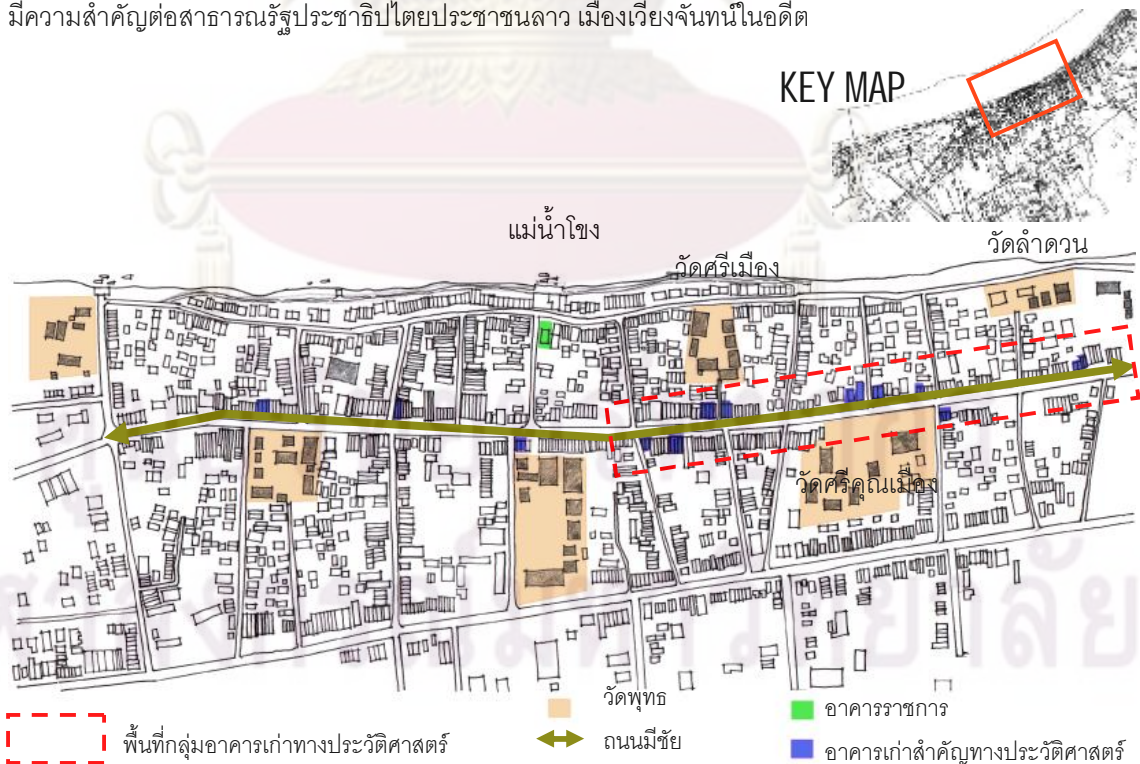 มีความสำคัญต่อสาธารณรัฐประชาธิปไตยประชาชนลาว เมืองเวียงจันทน์ในอดีต
KEY MAP
แม่น้ำโขง
วัดลำดวน
วัดศรีเมือง
วัดศรีคุณเมือง
วัดพุทธ
อาคารราชการ
พื้นที่กลุ่มอาคารเก่าทางประวัติศาสตร์
ถนนมีชัย
อาคารเก่าสำคัญทางประวัติศาสตร์